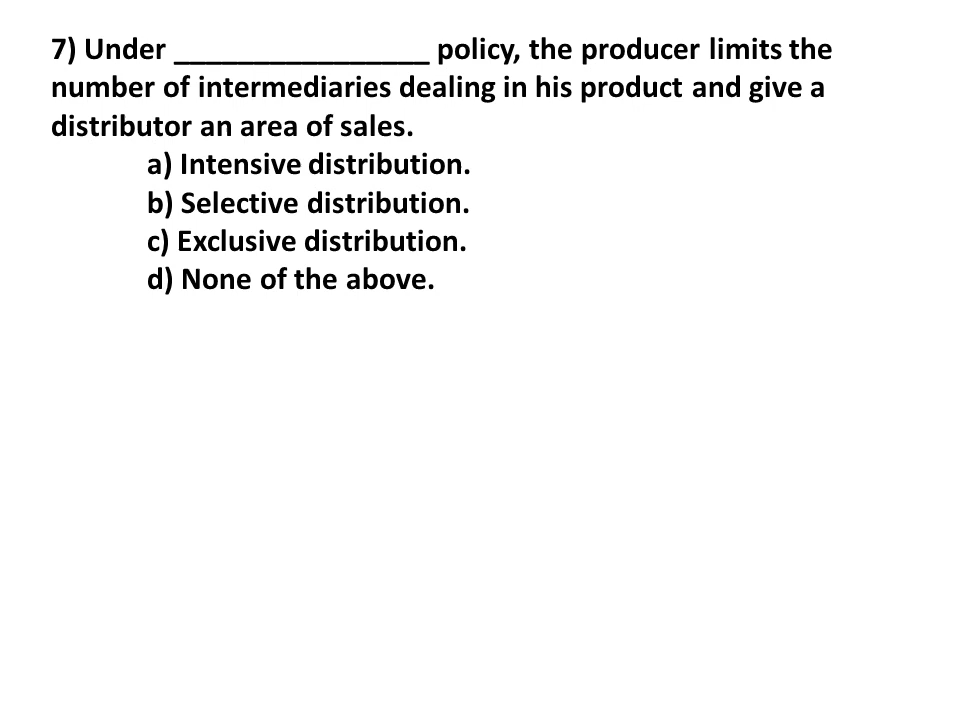 7) Under _________________ policy, the producer limits the
number of intermediaries dealing in his product and give a
distributor an area of sales.
a) Intensive distribution.
b) Selective distribution.
c) Exclusive distribution.
d) None of the above.